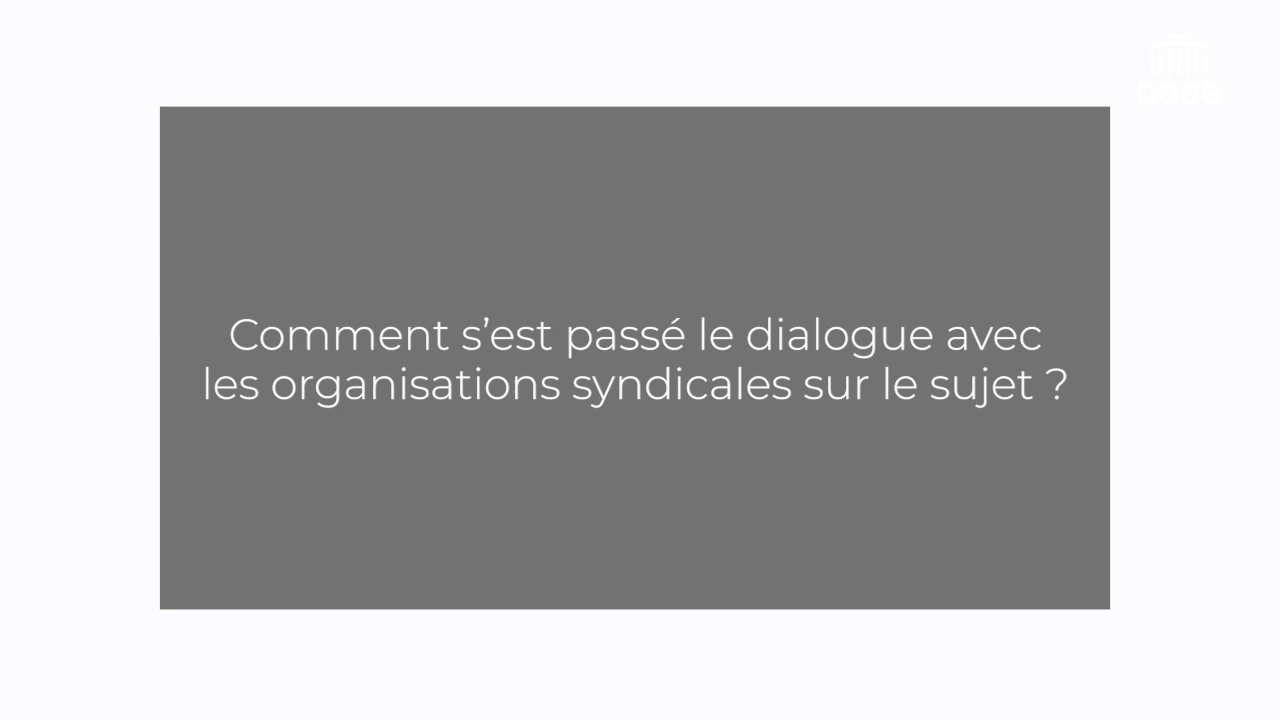 cese
Comment s’est passé le dialogue avec
les organisations syndicales sur le sujet ?